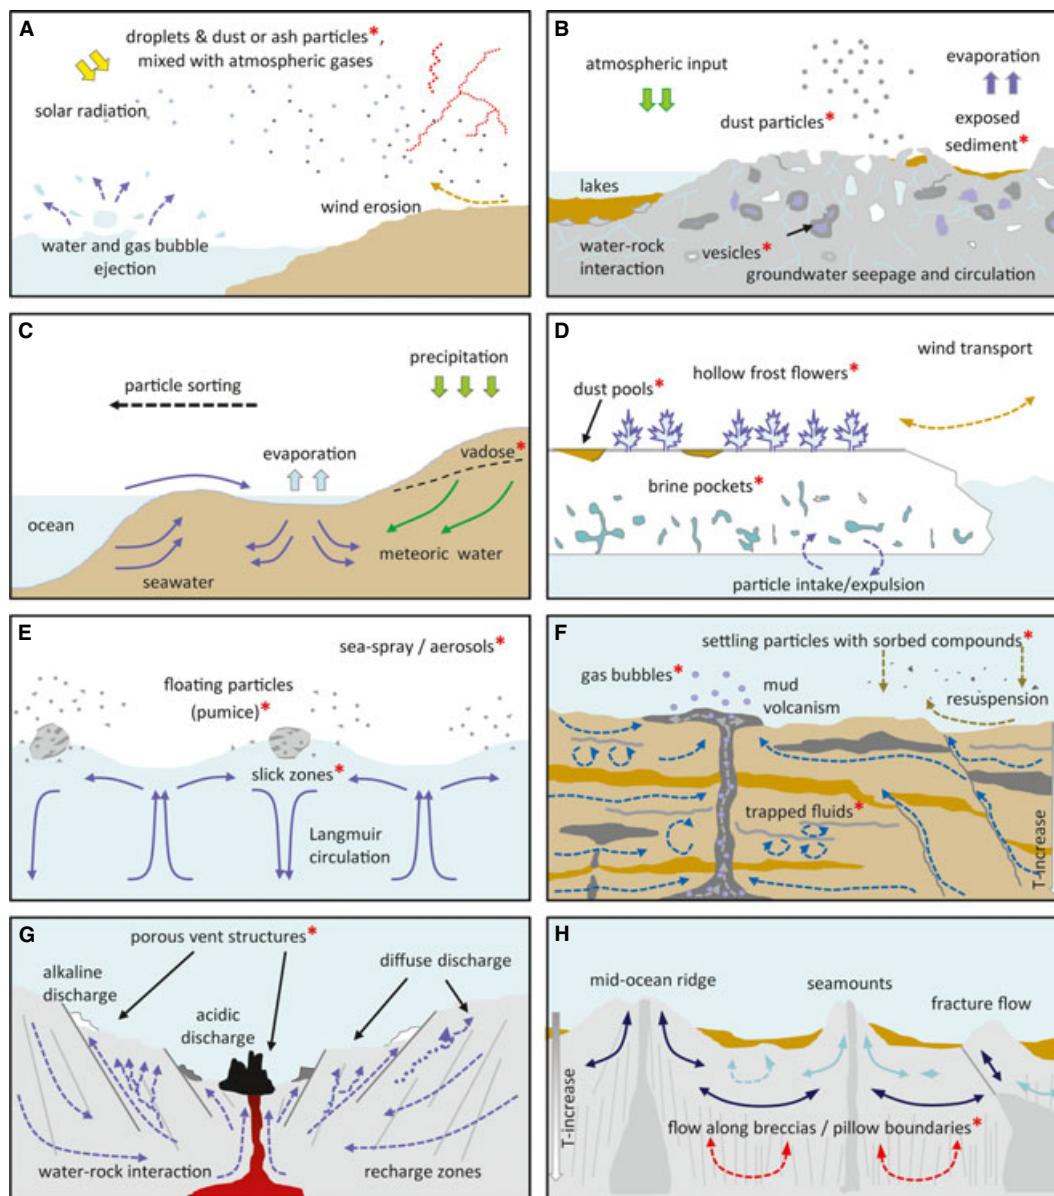 A
droplets & dust or ash particles*,
mixed with atmospheric gases
solar radiation
wind erosion
water and gas bubble
ejection
B
atmospheric input
evaporation
dust particles*
exposed
sediment*
lakes
water-rock
interaction
vesicles*
groundwater seepage and circulation
C
precipitation
particle sorting
evaporation
vadose*
ocean
meteoric water
seawater
D
wind transport
hollow frost flowers*
dust pools*
brine pockets*
particle intake/expulsion
E
sea-spray / aerosols*
floating particles
(pumice)*
slick zones*
Langmuir
circulation
F
settling particles with sorbed compounds*
gas bubbles*
mud
volcanism
resuspension
trapped fluids*
T-increase
G
porous vent structures*
alkaline
discharge
diffuse discharge
acidic
discharge
water-rock interaction
recharge zones
H
mid-ocean ridge
seamounts
fracture flow
T-increase
flow along breccias / pillow boundaries*